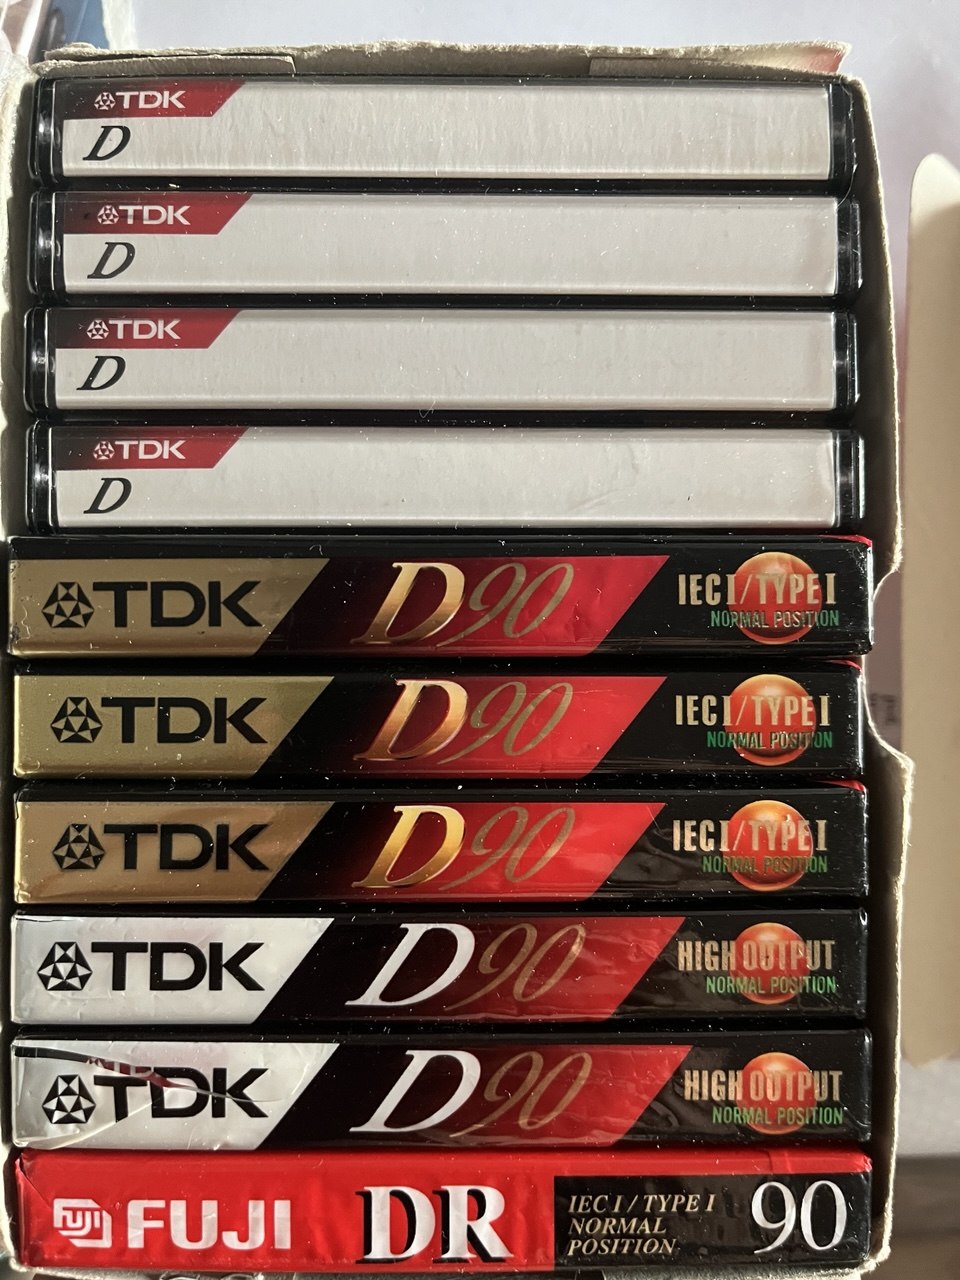 TDK
D
TDK
D
TDK
D
TDK
D
TDK D90 IEC I / TYPE I
NORMAL POSITION
TDK D90 IEC I / TYPE I
NORMAL POSITION
TDK D90 IEC I / TYPE I
NORMAL POSITION
TDK D90 HIGH OUTPUT
NORMAL POSITION
TDK D90 HIGH OUTPUT
NORMAL POSITION
FUJI FUJI DR IEC I / TYPE I
NORMAL
POSITION
90